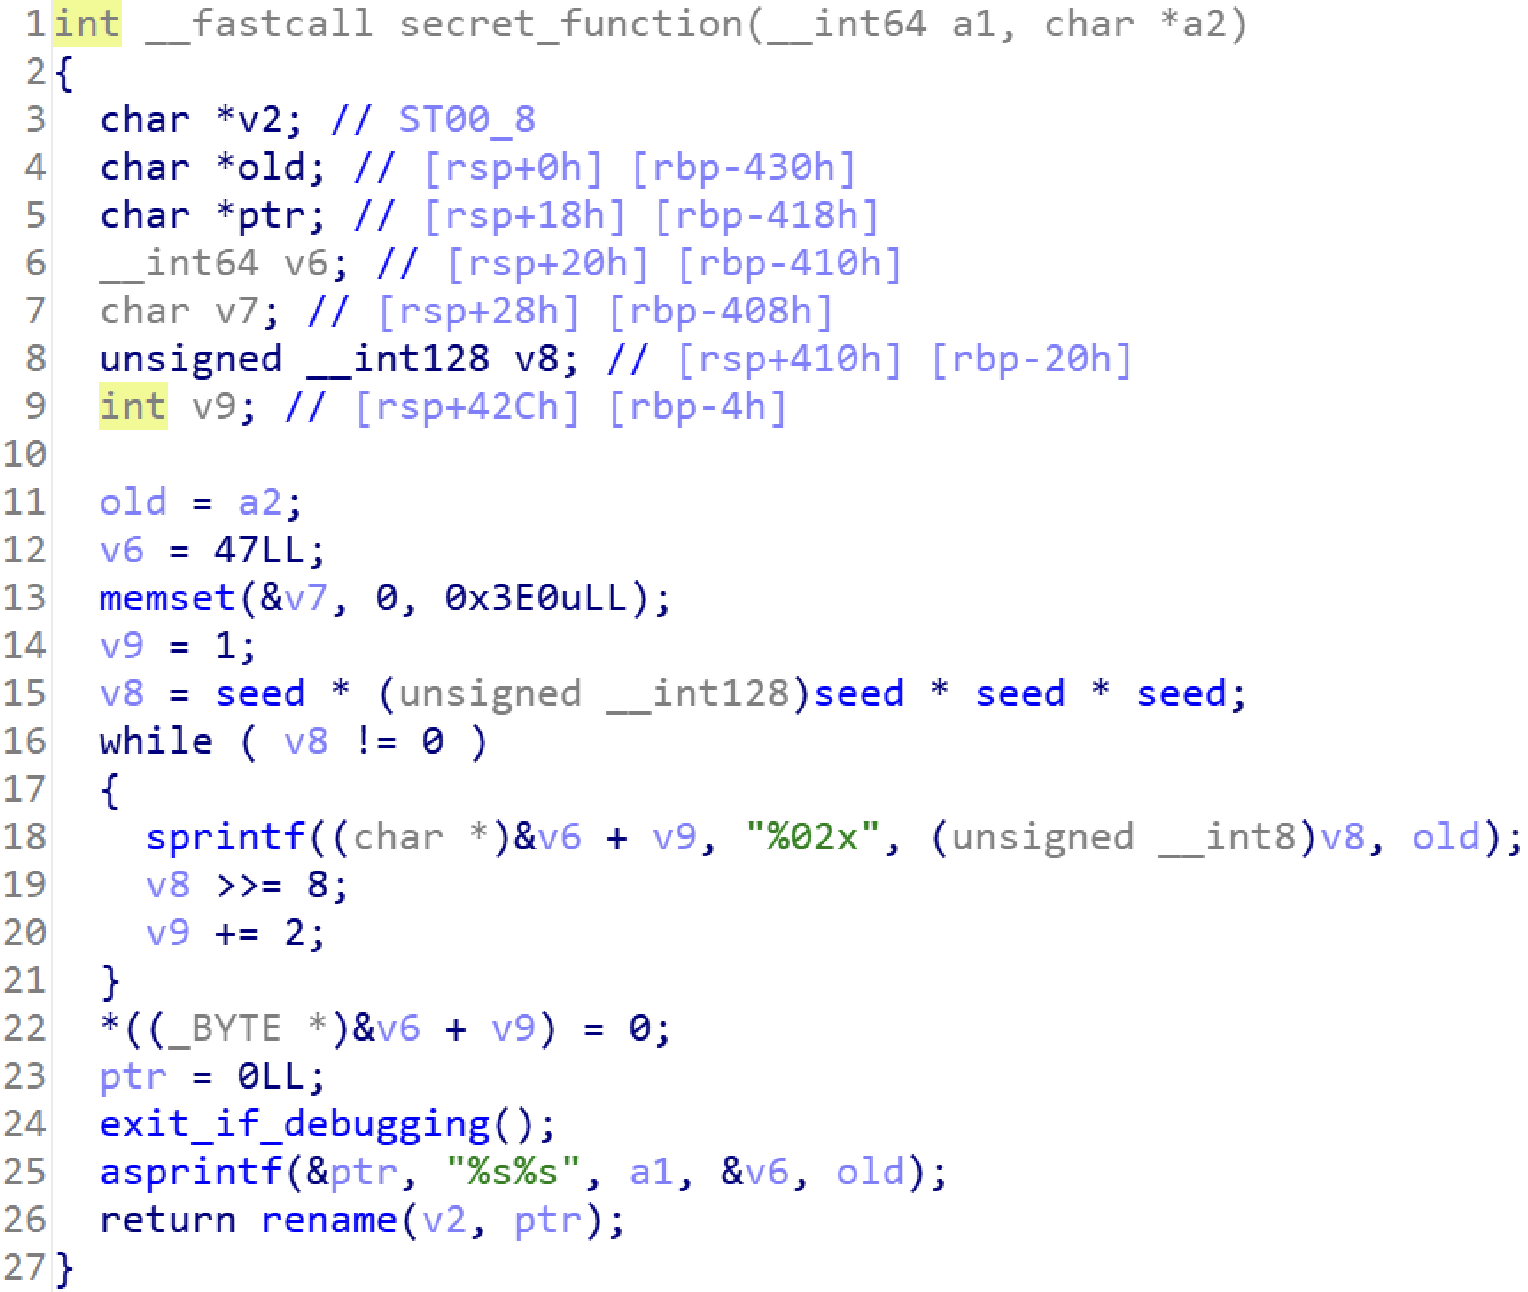 1 int __fastcall secret_function(__int64 a1, char *a2)
2 {
3 char *v2; // ST00_8
4 char *old; // [rsp+0h] [rbp-430h]
5 char *ptr; // [rsp+18h] [rbp-418h]
6 __int64 v6; // [rsp+20h] [rbp-410h]
7 char v7; // [rsp+28h] [rbp-408h]
8 unsigned __int128 v8; // [rsp+410h] [rbp-20h]
9 int v9; // [rsp+42Ch] [rbp-4h]
10
11 old = a2;
12 v6 = 47LL;
13 memset(&v7, 0, 0x3E0uLL);
14 v9 = 1;
15 v8 = seed * (unsigned __int128)seed * seed * seed;
16 while ( v8 != 0 )
17 {
18 sprintf((char *)&v6 + v9, "%02x", (unsigned __int8)v8, old);
19 v8 >>= 8;
20 v9 += 2;
21 }
22 *((_BYTE *)&v6 + v9) = 0;
23 ptr = 0LL;
24 exit_if_debugging();
25 asprintf(&ptr, "%s%s", a1, &v6, old);
26 return rename(v2, ptr);
27 }